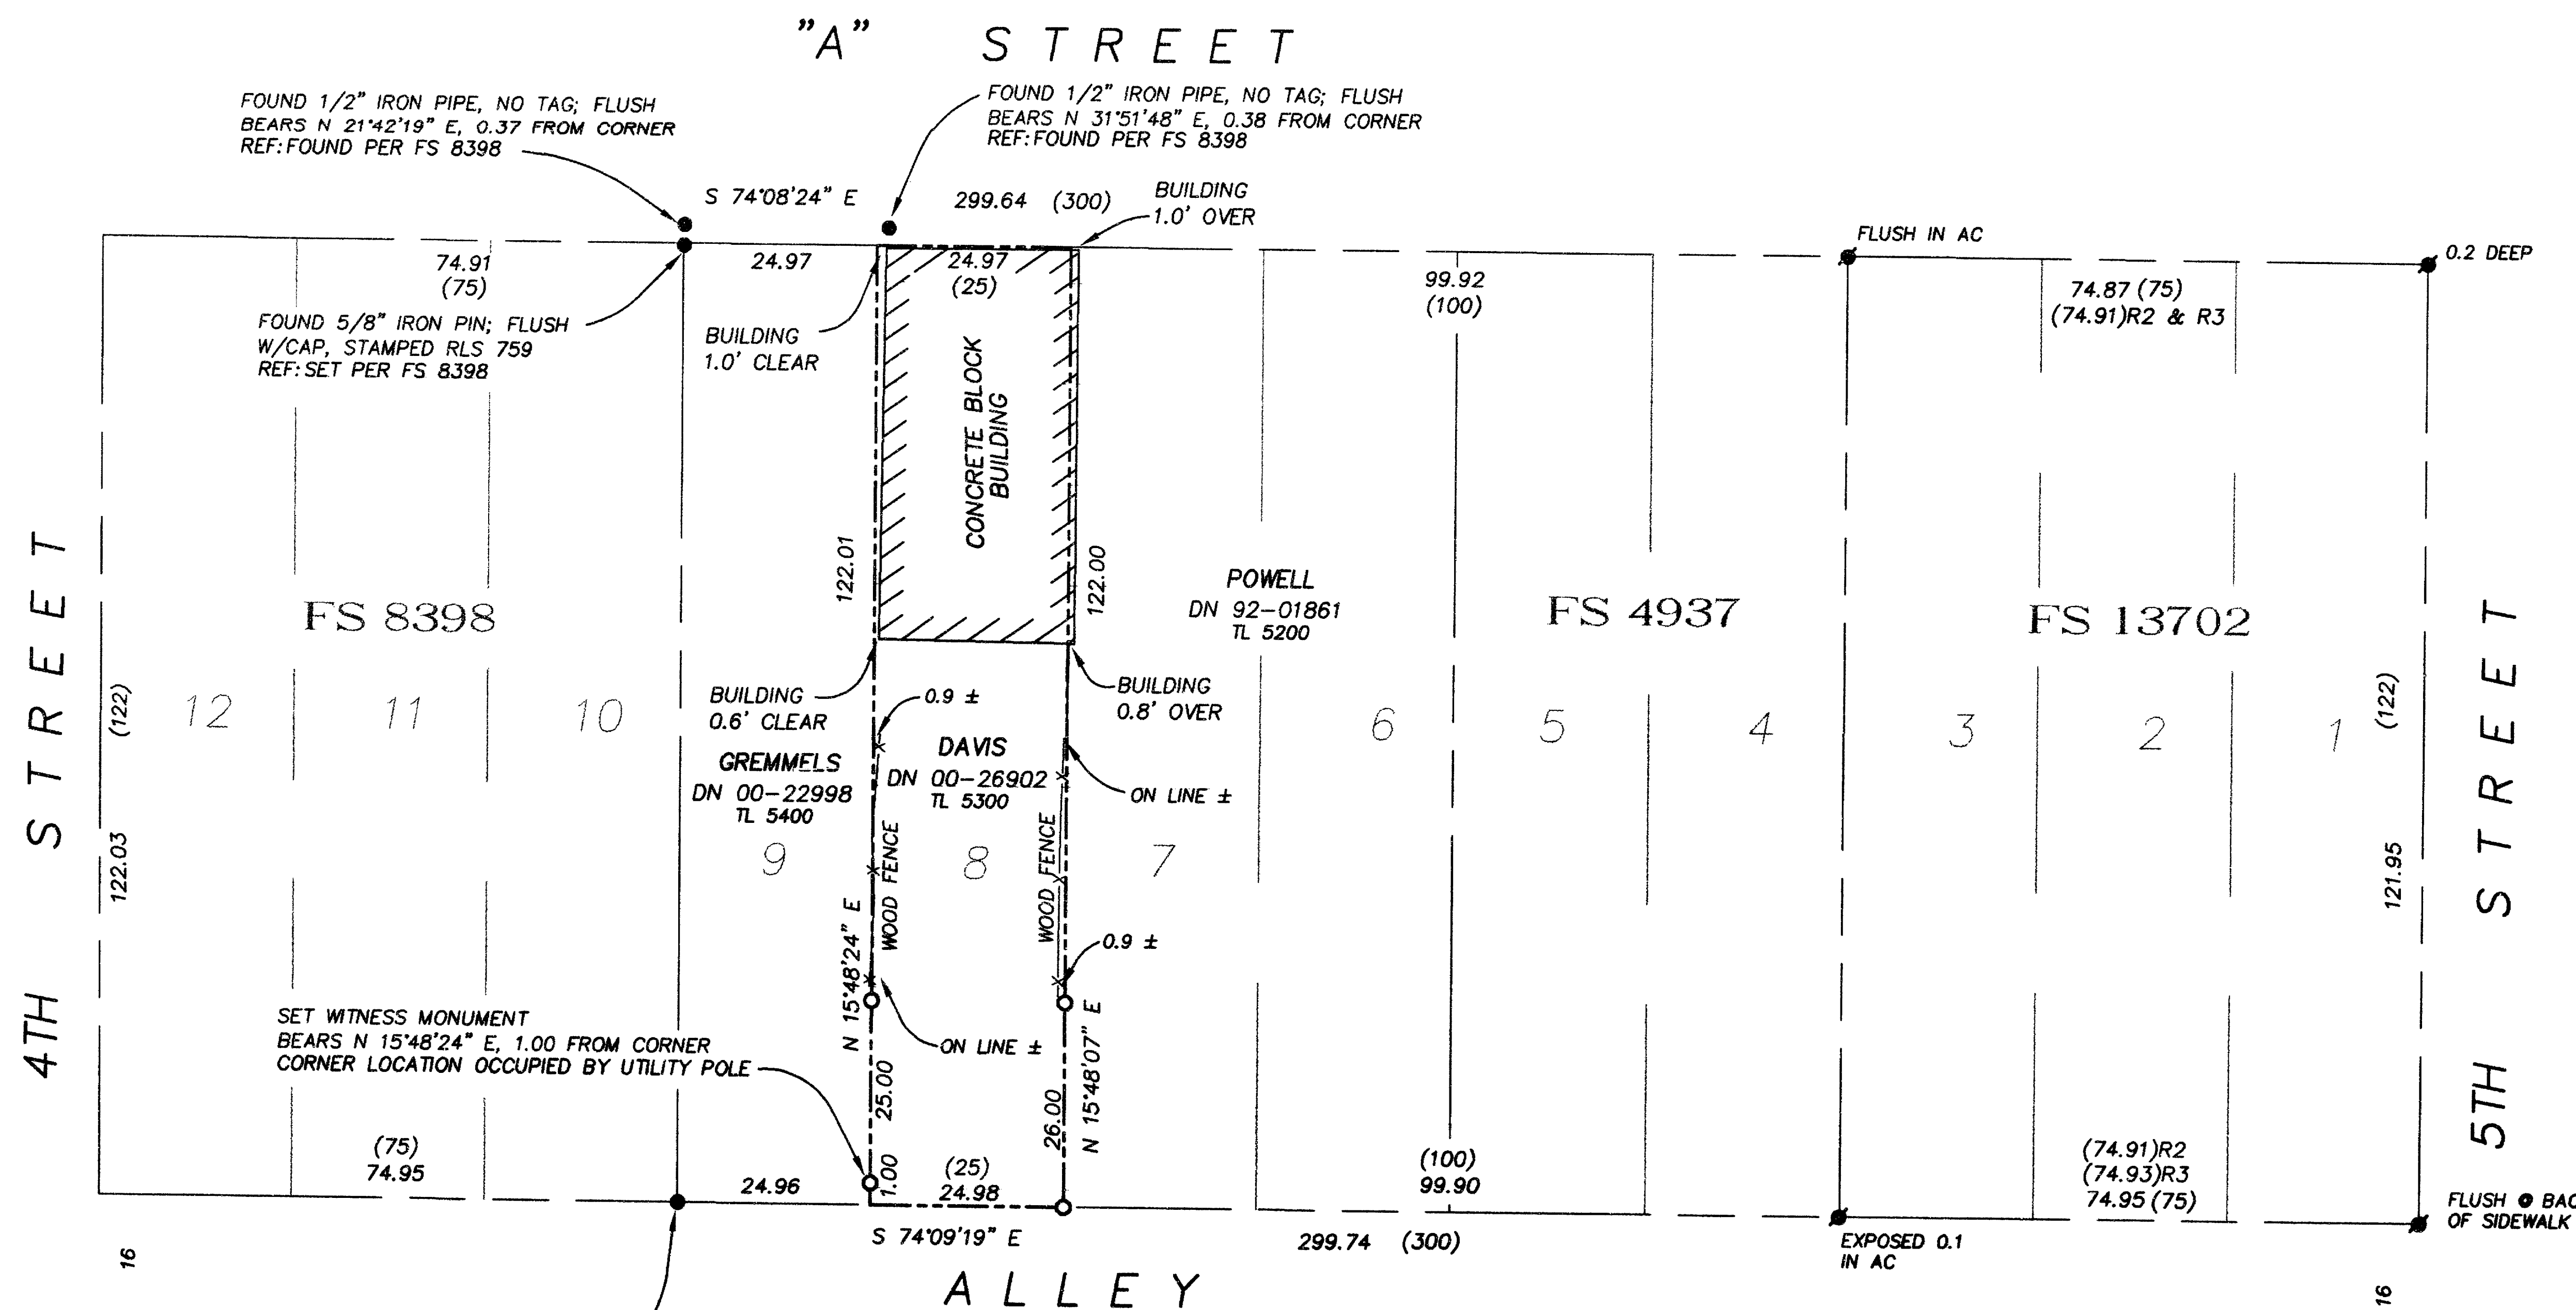 "A" STREET
FOUND 1/2" IRON PIPE, NO TAG; FLUSH
BEARS N 21°42'19" E, 0.37 FROM CORNER
REF: FOUND PER FS 8398
FOUND 1/2" IRON PIPE, NO TAG; FLUSH
BEARS N 31°51'48" E, 0.38 FROM CORNER
REF: FOUND PER FS 8398
S 74°08'24" E
299.64 (300)
BUILDING
1.0' OVER
FLUSH IN AC
0.2 DEEP
74.91
(75)
24.97
24.97
(25)
99.92
(100)
74.87 (75)
(74.91)R2 & R3
FOUND 5/8" IRON PIN; FLUSH
W/CAP, STAMPED RLS 759
REF: SET PER FS 8398
BUILDING
1.0' CLEAR
CONCRETE BLOCK
BUILDING
122.01
122.00
POWELL
DN 92-01861
TL 5200
FS 8398
FS 4937
FS 13702
4TH STREET
(122)
122.03
12
11
10
BUILDING
0.6' CLEAR
0.9 ±
BUILDING
0.8' OVER
6
5
4
3
2
1
(122)
121.95
5TH STREET
GREMMELS
DN 00-22998
TL 5400
DAVIS
DN 00-26902
TL 5300
ON LINE ±
9
8
7
WOOD FENCE
WOOD FENCE
N 15°48'24" E
0.9 ±
N 15°48'07" E
ON LINE ±
SET WITNESS MONUMENT
BEARS N 15°48'24" E, 1.00 FROM CORNER
CORNER LOCATION OCCUPIED BY UTILITY POLE
25.00
26.00
1.00
(75)
74.95
24.96
(25)
24.98
(100)
99.90
(74.91)R2
(74.93)R3
74.95 (75)
FLUSH @ BAC
OF SIDEWALK
S 74°09'19" E
299.74 (300)
EXPOSED 0.1
IN AC
16
ALLEY
16